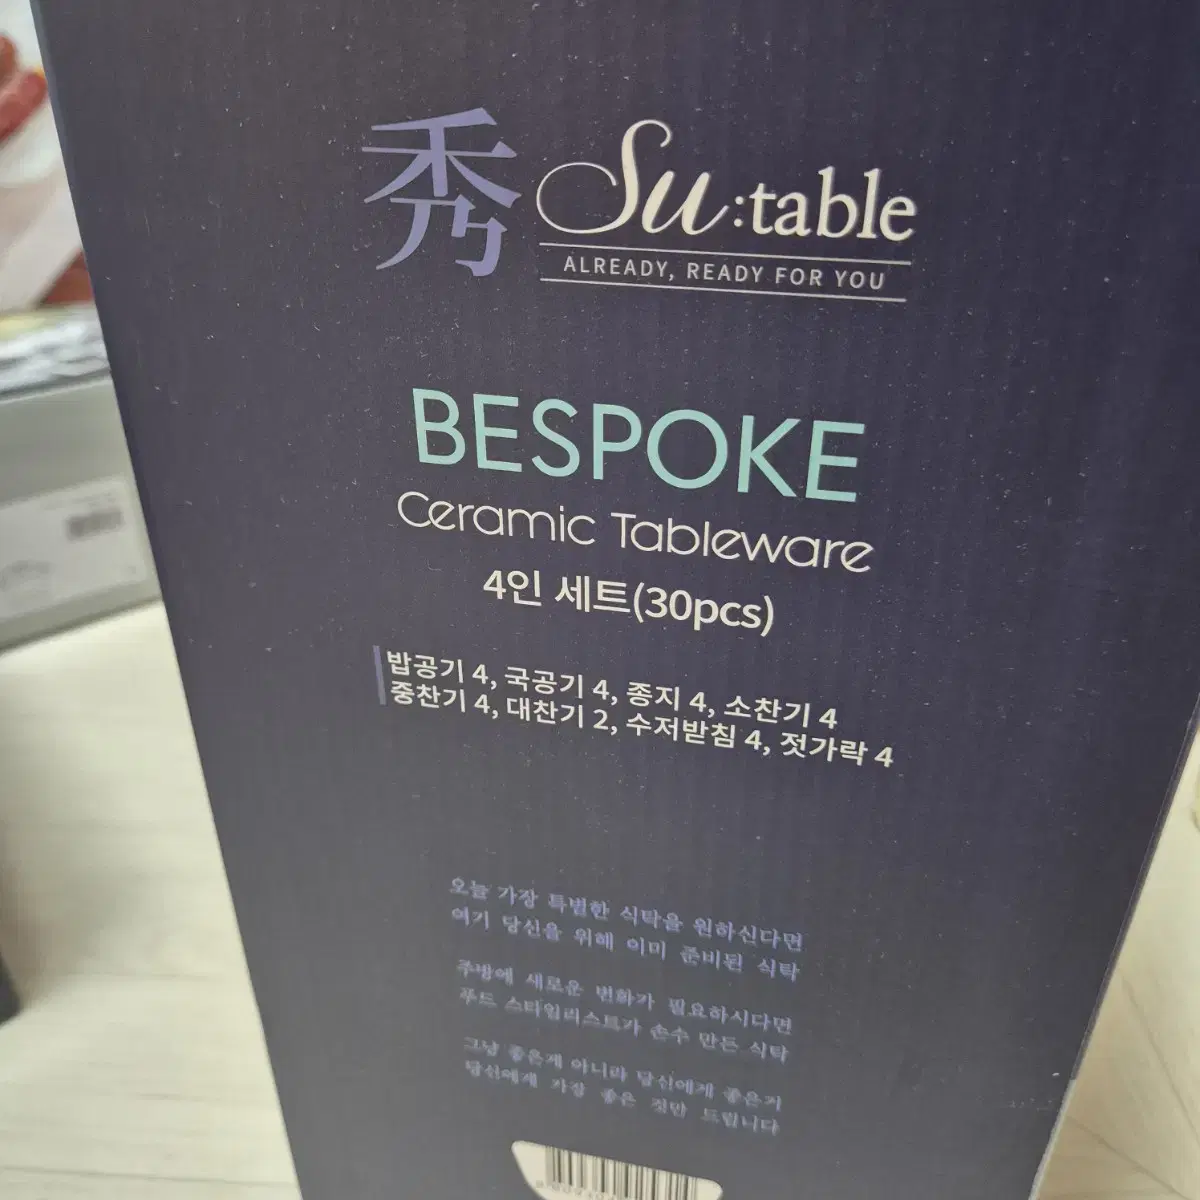 秀 Su:table
ALREADY, READY FOR YOU
BESPOKE
Ceramic Tableware
4인 세트(30pcs)
밥공기 4, 국공기 4, 종지 4, 소찬기 4
중찬기 4, 대찬기 2, 수저받침 4, 젓가락 4
오늘 가장 특별한 식탁을 원하신다면
여기 당신을 위해 이미 준비된 식탁
주방에 새로운 변화가 필요하시다면
푸드 스타일리스트가 손수 만든 식탁
그냥 좋은게 아니라 당신에게 좋은거
당신에게 가장 좋은 것만 드립니다